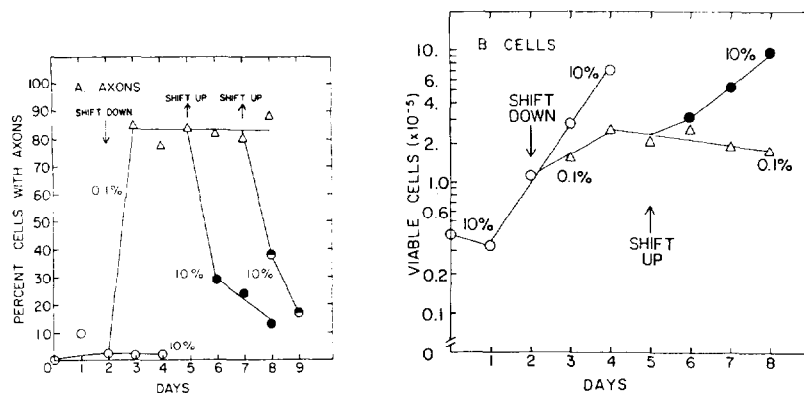 A. AXONS
SHIFT DOWN
SHIFT UP
SHIFT UP
0.1%
10%
10%
10%
PERCENT CELLS WITH AXONS
100
90
80
70
60
50
40
30
20
10
0
1 2 3 4 5 6 7 8 9
DAYS
B CELLS
10%
SHIFT
DOWN
10%
10%
0.1%
0.1%
SHIFT
UP
VIABLE CELLS (x10⁻⁵)
10.
6.
4.
2.
1.0
0.6
0.4
0.2
0.1
0
1 2 3 4 5 6 7 8
DAYS